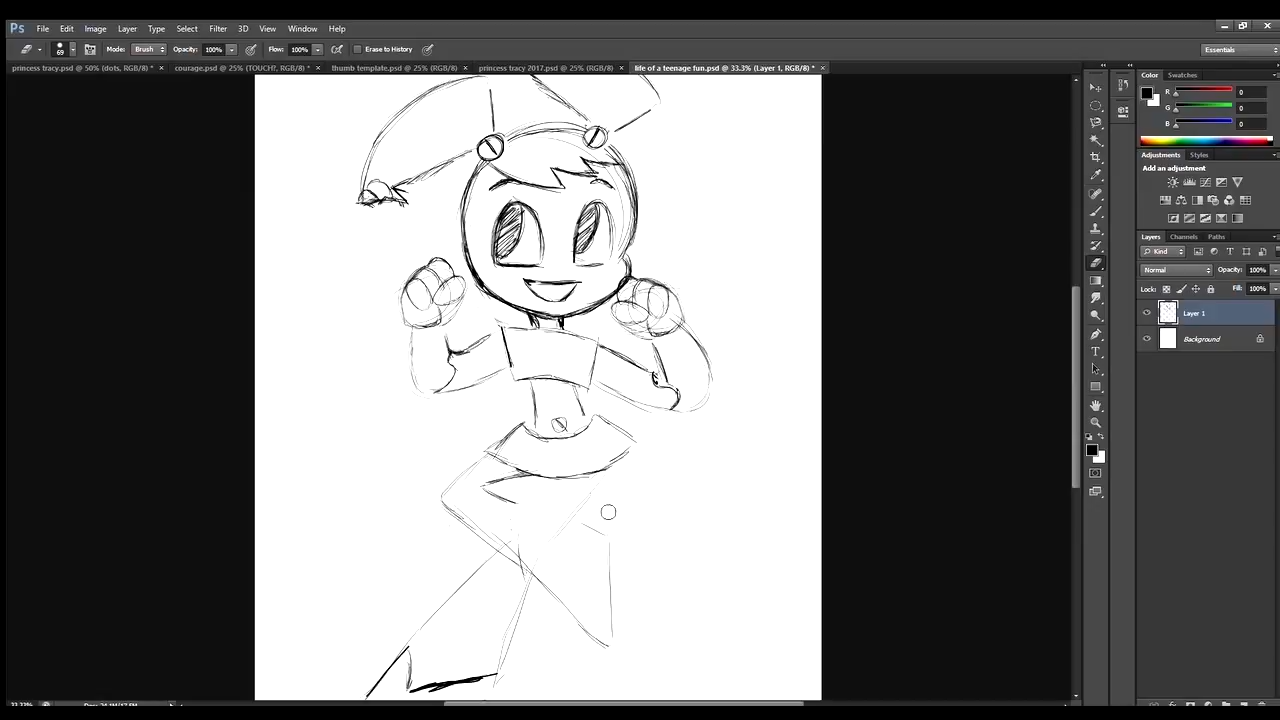 Ps File Edit Image Layer Type Select Filter 3D View Window Help
69 Mode: Brush Opacity: 100% Flow: 100% Erase to History Essentials
princess tracy.psd @ 50% (dots, RGB/8) * × courage.psd @ 25% (TOUCH!, RGB/8) * × thumb template.psd @ 25% (RGB/8) × princess tracy 2017.psd @ 25% (RGB/8) × life of a teenage fun.psd @ 33.3% (Layer 1, RGB/8) * ×
Color Swatches
R 0
G 0
B 0
Adjustments Styles
Add an adjustment
Layers Channels Paths
Kind
Normal Opacity: 100%
Lock: Fill: 100%
Layer 1
Background